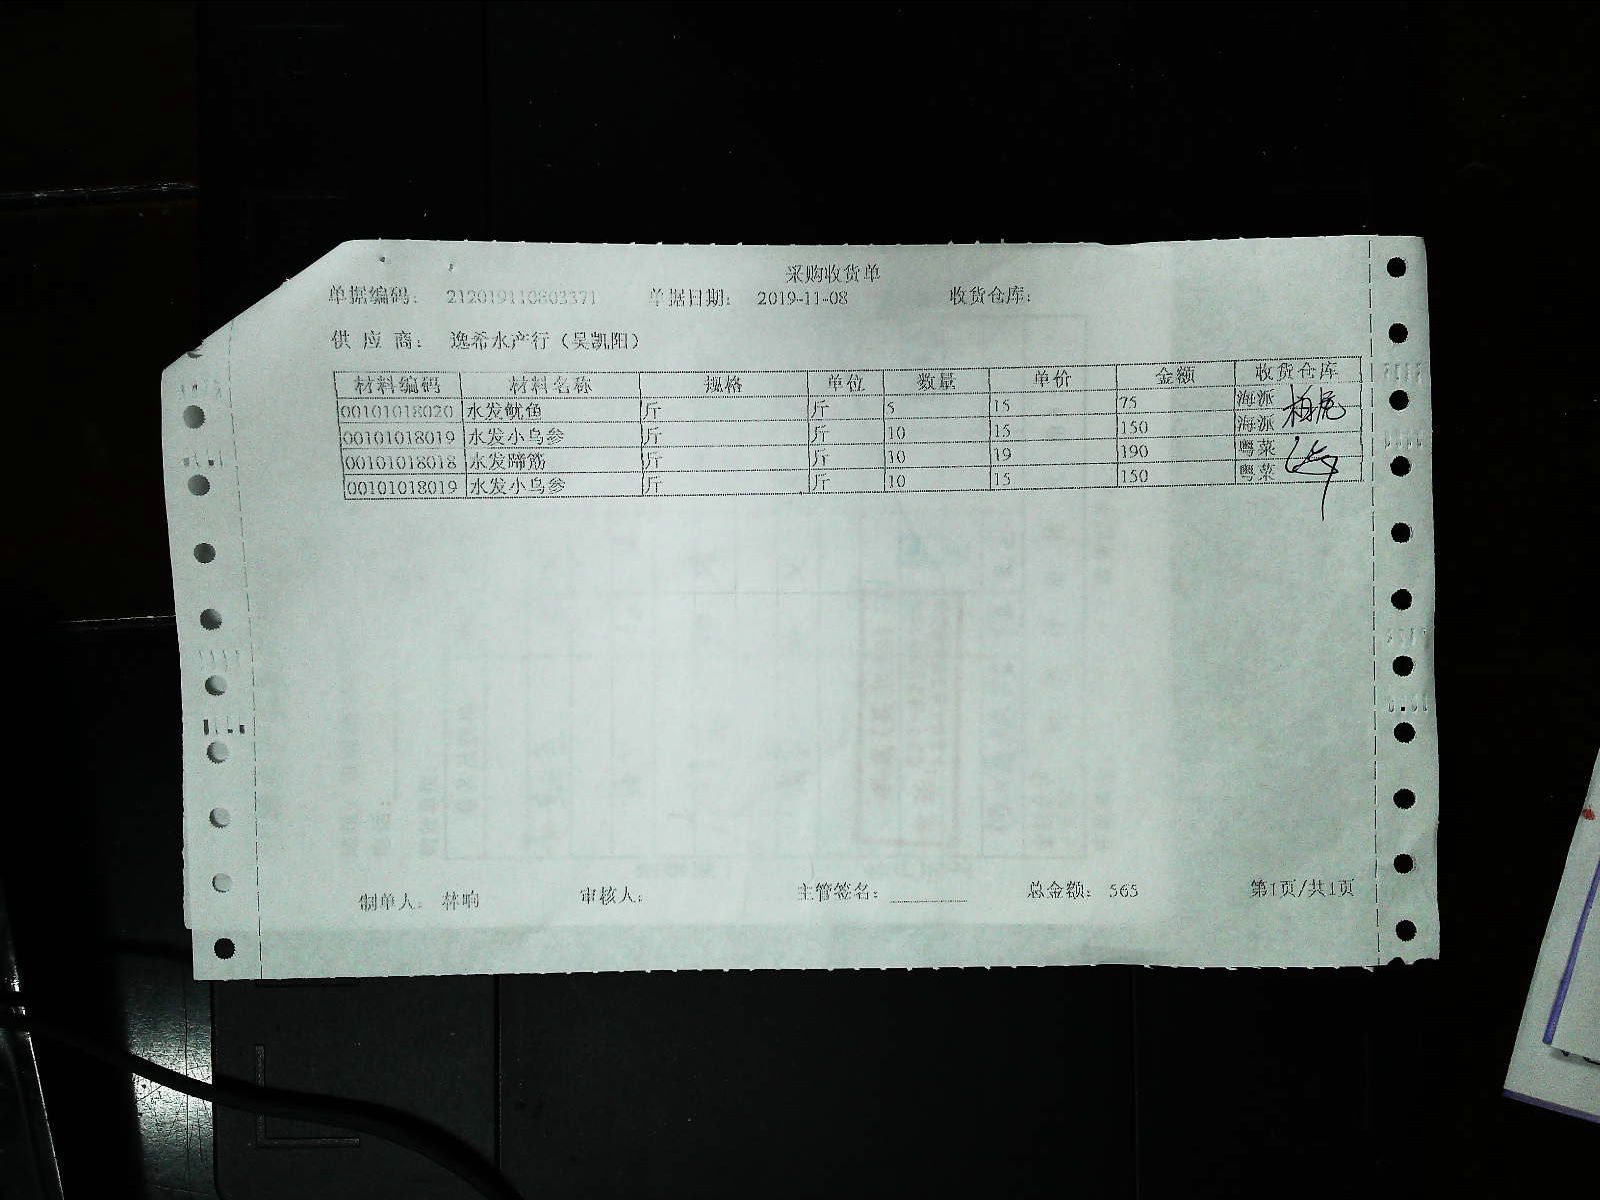 采购收货单
单据编码: 212019110803371 单据日期: 2019-11-08 收货仓库:
供 应 商: 逸希水产行（吴凯阳）
材料编码 材料名称 规格 单位 数量 单价 金额 收货仓库
00101018020 水发鱿鱼 斤 斤 5 15 75 海派
00101018019 水发小乌参 斤 斤 10 15 150 海派
00101018018 水发蹄筋 斤 斤 10 19 190 粤菜
00101018019 水发小乌参 斤 斤 10 15 150 粤菜
制单人: 林响 审核人: 主管签名: 总金额: 565 第1页/共1页